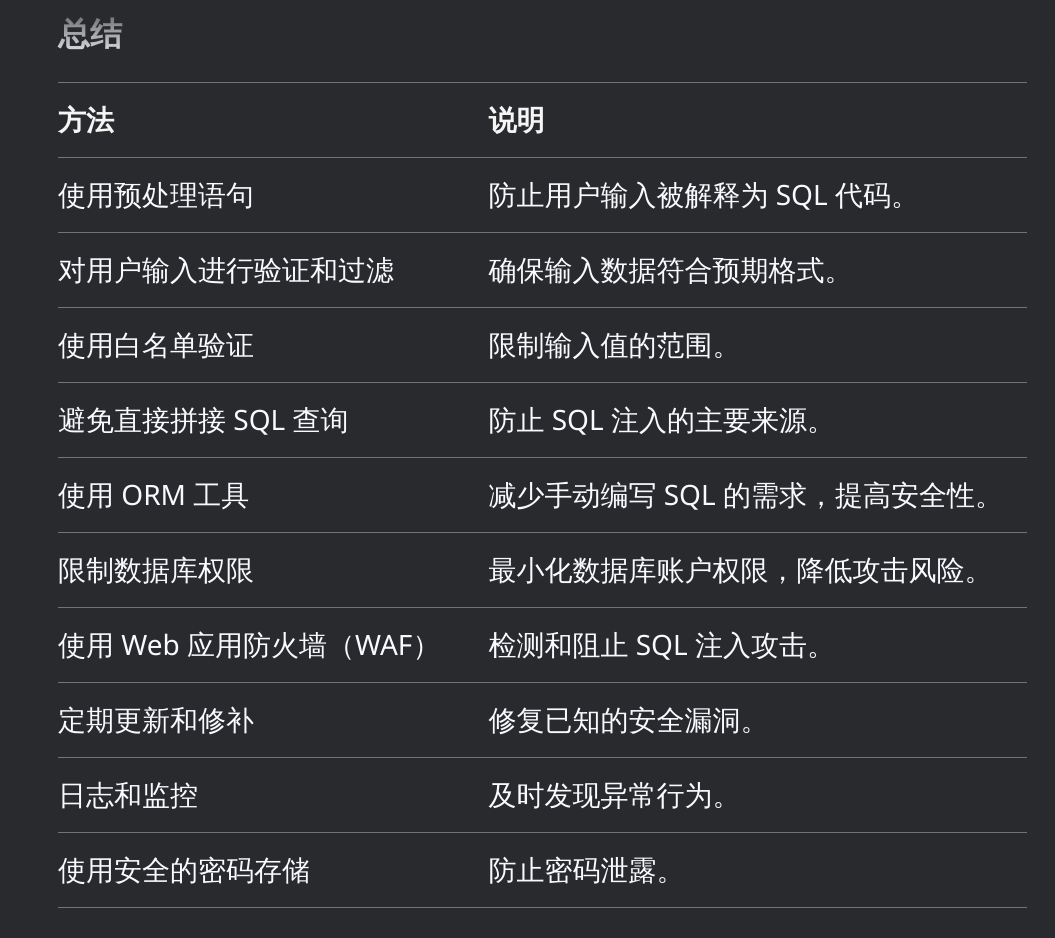 总结
方法 说明
使用预处理语句 防止用户输入被解释为 SQL 代码。
对用户输入进行验证和过滤 确保输入数据符合预期格式。
使用白名单验证 限制输入值的范围。
避免直接拼接 SQL 查询 防止 SQL 注入的主要来源。
使用 ORM 工具 减少手动编写 SQL 的需求，提高安全性。
限制数据库权限 最小化数据库账户权限，降低攻击风险。
使用 Web 应用防火墙（WAF） 检测和阻止 SQL 注入攻击。
定期更新和修补 修复已知的安全漏洞。
日志和监控 及时发现异常行为。
使用安全的密码存储 防止密码泄露。